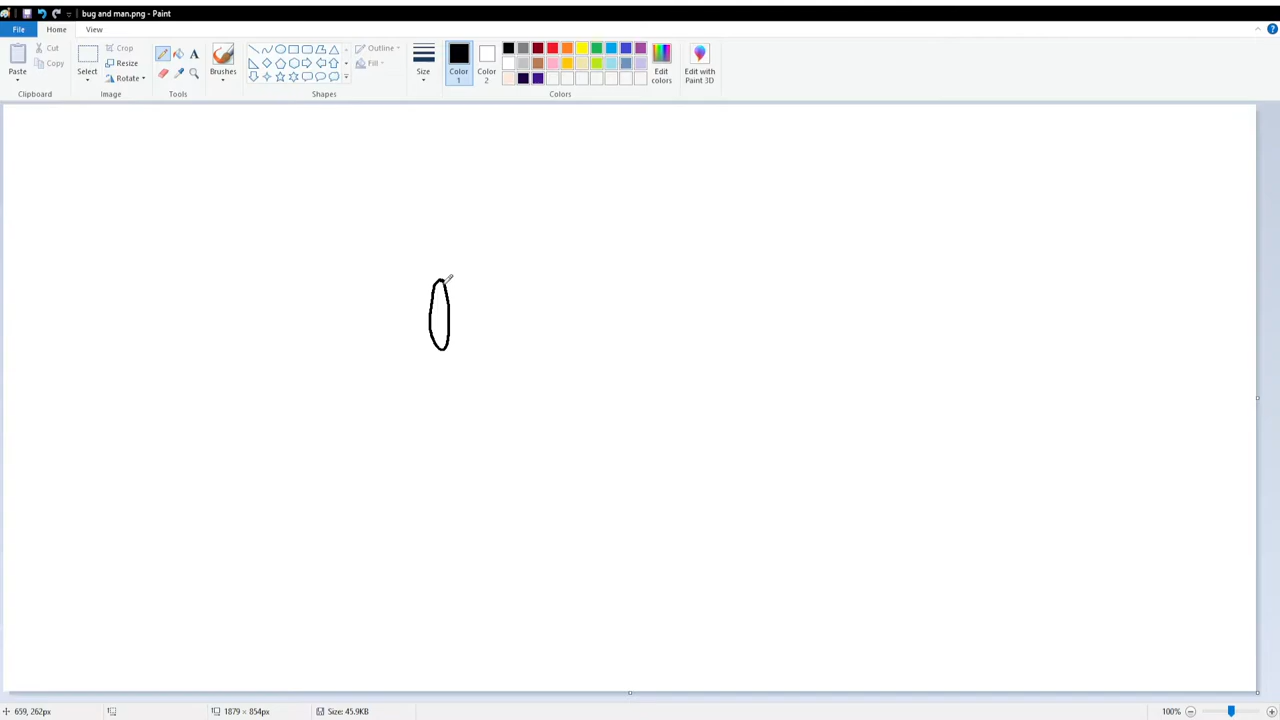 bug and man.png - Paint
File Home View
Paste
Cut
Copy
Clipboard
Select
Crop
Resize
Rotate
Image
A
Tools
Brushes
Outline
Fill
Shapes
Size
Color 1
Color 2
Edit colors
Edit with Paint 3D
Colors
659, 262px
1879 × 854px
Size: 45.9KB
100%